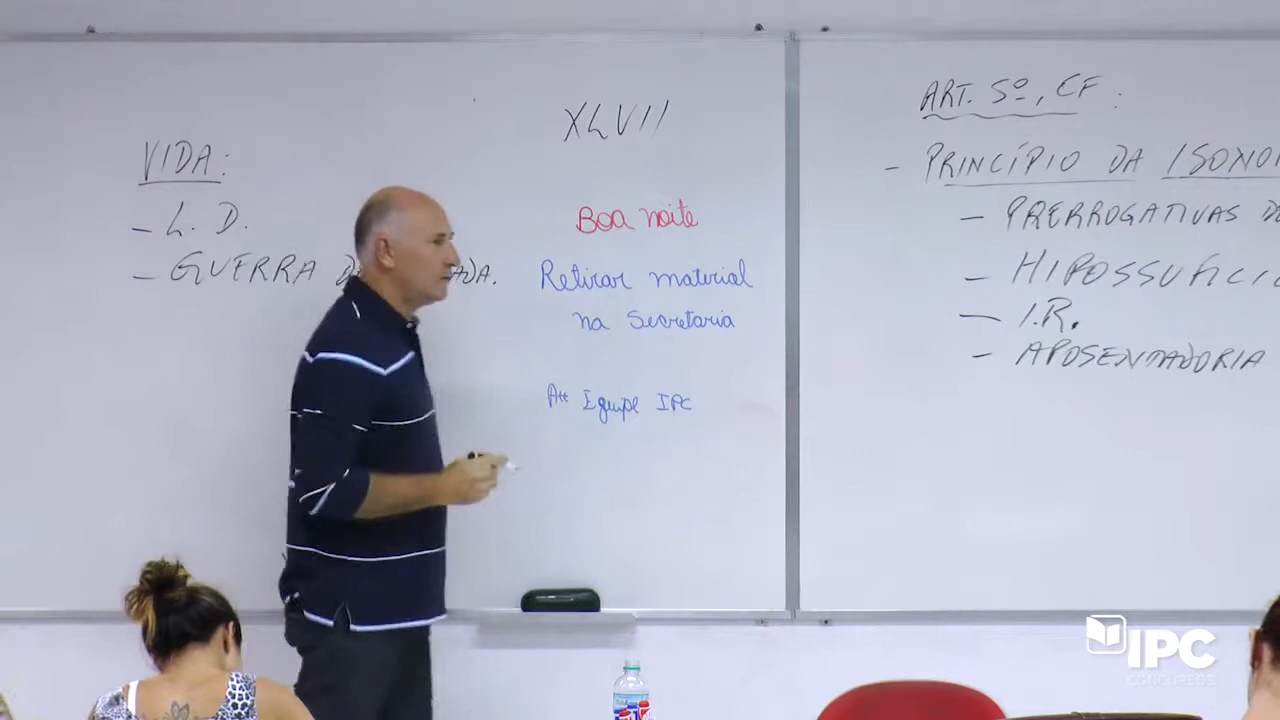 VIDA:
- L. D.
- GUERRA
XLVII
Boa noite
Retirar material
na Secretaria
Att Equipe IPC
ART. 5º, CF:
- PRINCÍPIO DA
- PRERROGATIVAS
-
- I.R.
- APOSENTADORIA
IPC
CONCURSOS